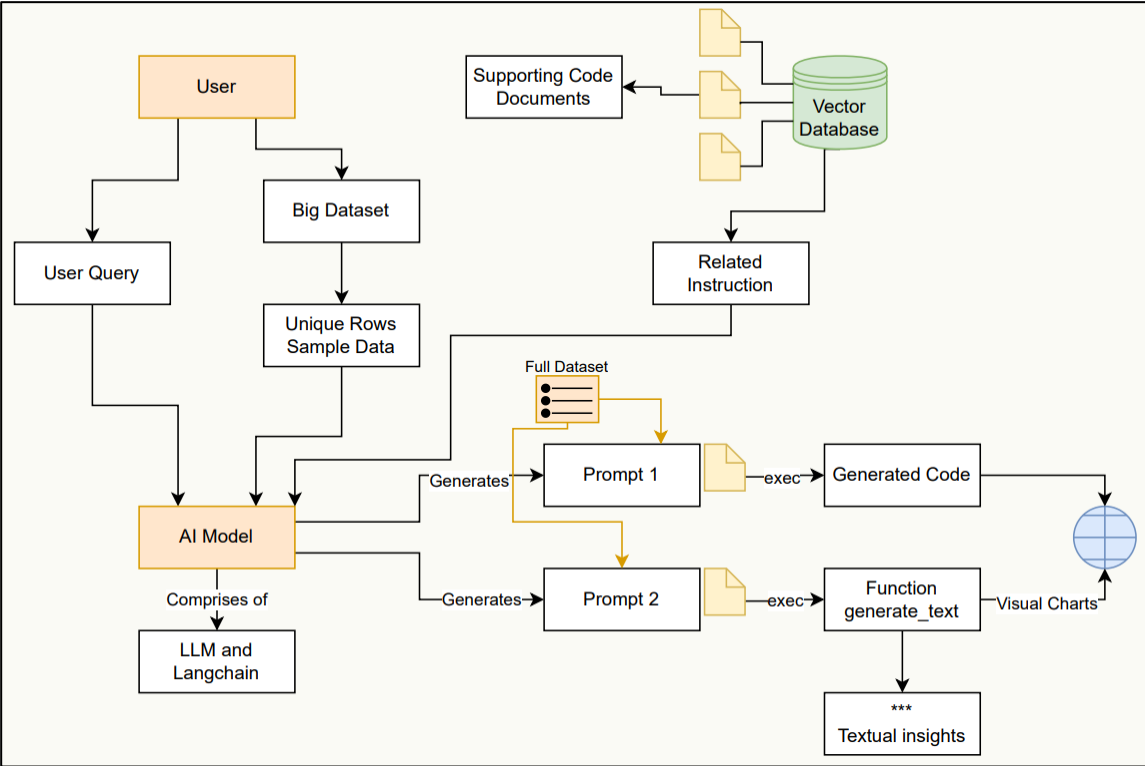 User
Supporting Code
Documents
Vector
Database
Big Dataset
User Query
Related
Instruction
Unique Rows
Sample Data
Full Dataset
Generates
Prompt 1
exec
Generated Code
AI Model
Comprises of
Generates
Prompt 2
exec
Function
generate_text
Visual Charts
LLM and
Langchain
***
Textual insights